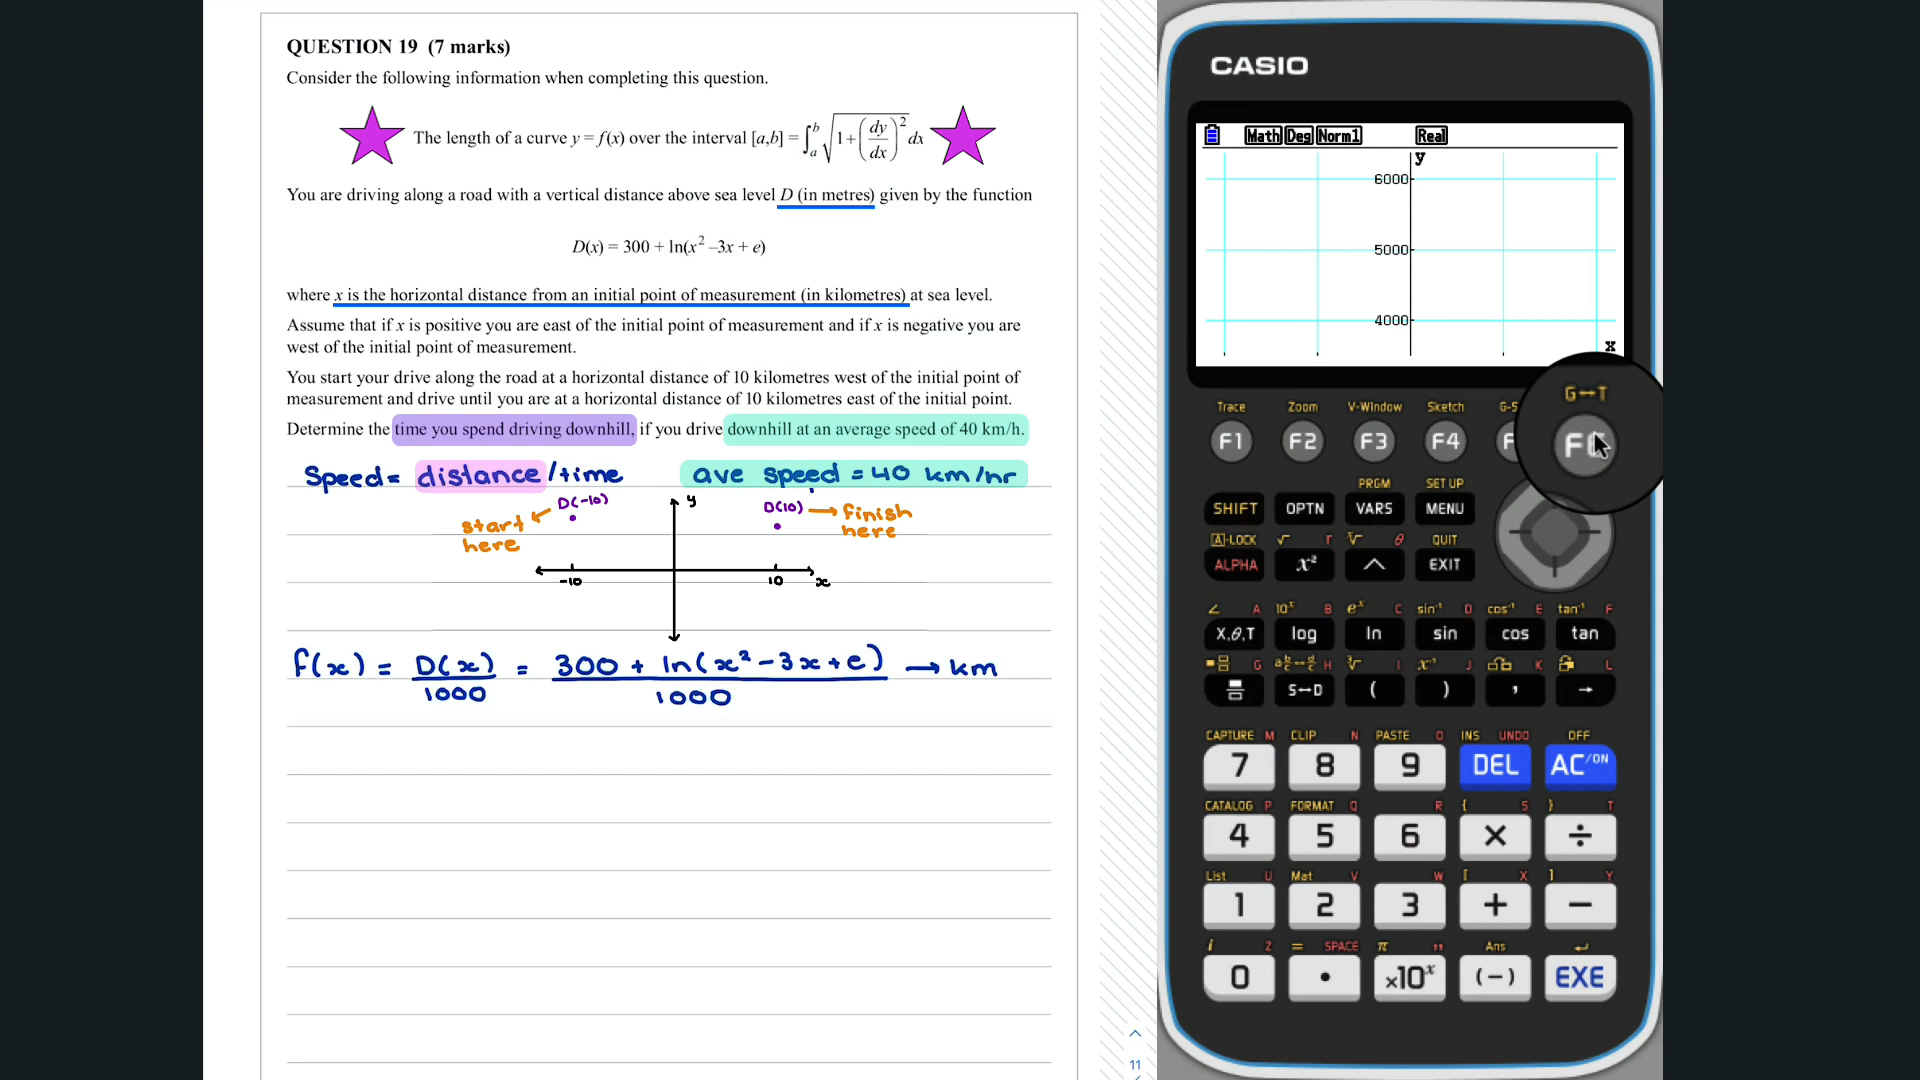 QUESTION 19 (7 marks)
Consider the following information when completing this question.
The length of a curve y = f(x) over the interval [a,b] = ∫_a^b √(1+(dy/dx)²) dx
You are driving along a road with a vertical distance above sea level D (in metres) given by the function
D(x) = 300 + ln(x² –3x + e)
where x is the horizontal distance from an initial point of measurement (in kilometres) at sea level.
Assume that if x is positive you are east of the initial point of measurement and if x is negative you are
west of the initial point of measurement.
You start your drive along the road at a horizontal distance of 10 kilometres west of the initial point of
measurement and drive until you are at a horizontal distance of 10 kilometres east of the initial point.
Determine the time you spend driving downhill, if you drive downhill at an average speed of 40 km/h.
Speed = distance/time ave speed = 40 km/hr
D(-10) y D(10) → finish here
start here
-10 10 x
f(x) = D(x)/1000 = 300 + ln(x² - 3x + e)/1000 → km
11
CASIO
Math Deg Norm1 Real
y
6000
5000
4000
x
G↔T
Trace Zoom V-Window Sketch G-S
F1 F2 F3 F4 F
PRGM SET UP
SHIFT OPTN VARS MENU
A-LOCK √ r ˣ√ θ QUIT
ALPHA x² ^ EXIT
∠ A 10ˣ B eˣ C sin⁻¹ D cos⁻¹ E tan⁻¹ F
X,θ,T log ln sin cos tan
G H ³√ I x⁻¹ J K L
S↔D ( ) , →
CAPTURE M CLIP N PASTE O INS UNDO OFF
7 8 9 DEL AC/ON
CATALOG P FORMAT Q R { S } T
4 5 6 × ÷
List U Mat V W [ X ] Y
1 2 3 + −
i Z = SPACE π " Ans ↵
0 • ×10ˣ (−) EXE